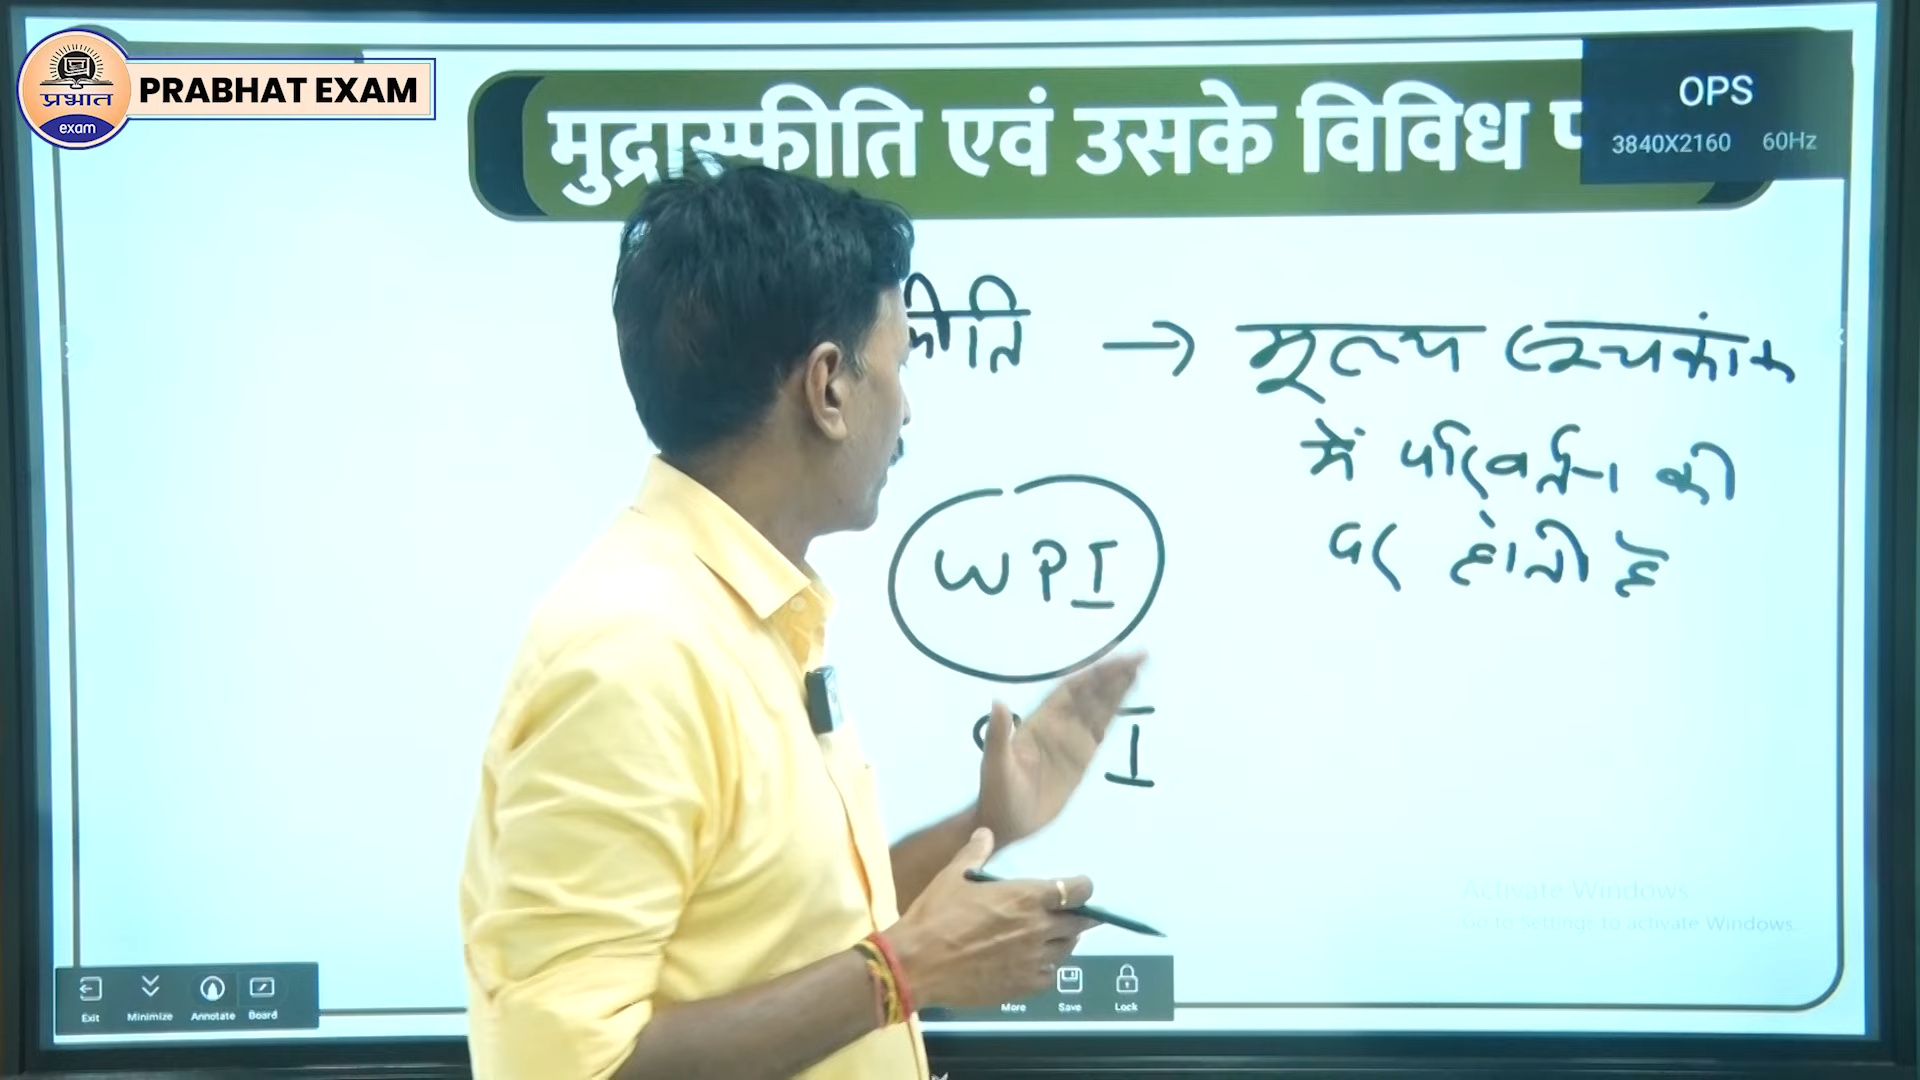 प्रभात
exam
PRABHAT EXAM
मुद्रास्फीति एवं उसके विविध
OPS
3840X2160 60Hz
→ मूल्य सूचकांक
में परिवर्तन की
दर होती है
WPI
I
Activate Windows
Go to Settings to activate Windows.
Exit Minimize Annotate Board More Save Lock